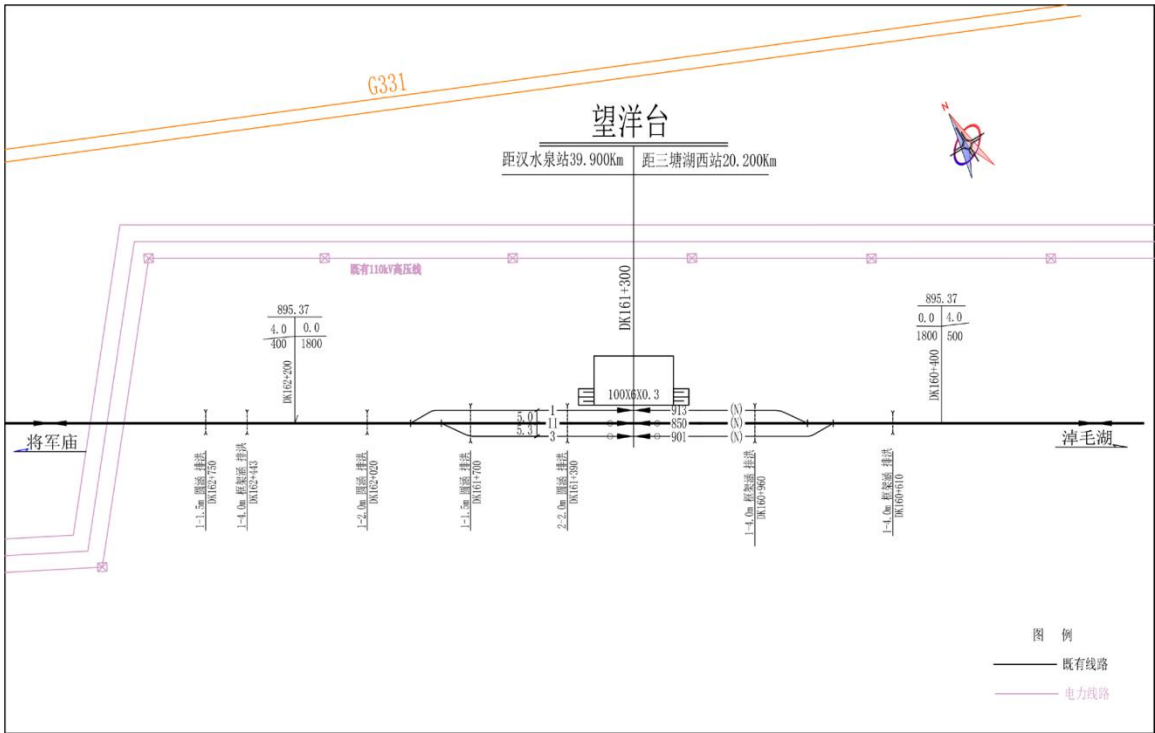 G331
N
望洋台
距汉水泉站39.900Km
距三塘湖西站20.200Km
既有110kV高压线
DK161+300
895.37
4.0 0.0
400 1800
DK162+200
895.37
0.0 4.0
1800 500
DK160+400
100X6X0.3
1 913 (N)
5.0
II 850 (N)
5.3
3 901 (N)
将军庙
淖毛湖
1-1.5m 圆涵 排洪
DK162+750
1-4.0m 框架涵 排洪
DK162+443
1-2.0m 圆涵 排洪
DK162+020
1-1.5m 圆涵 排洪
DK161+700
2-2.0m 圆涵 排洪
DK161+390
1-4.0m 框架涵 排洪
DK160+960
1-4.0m 框架涵 排洪
DK160+610
图 例
既有线路
电力线路